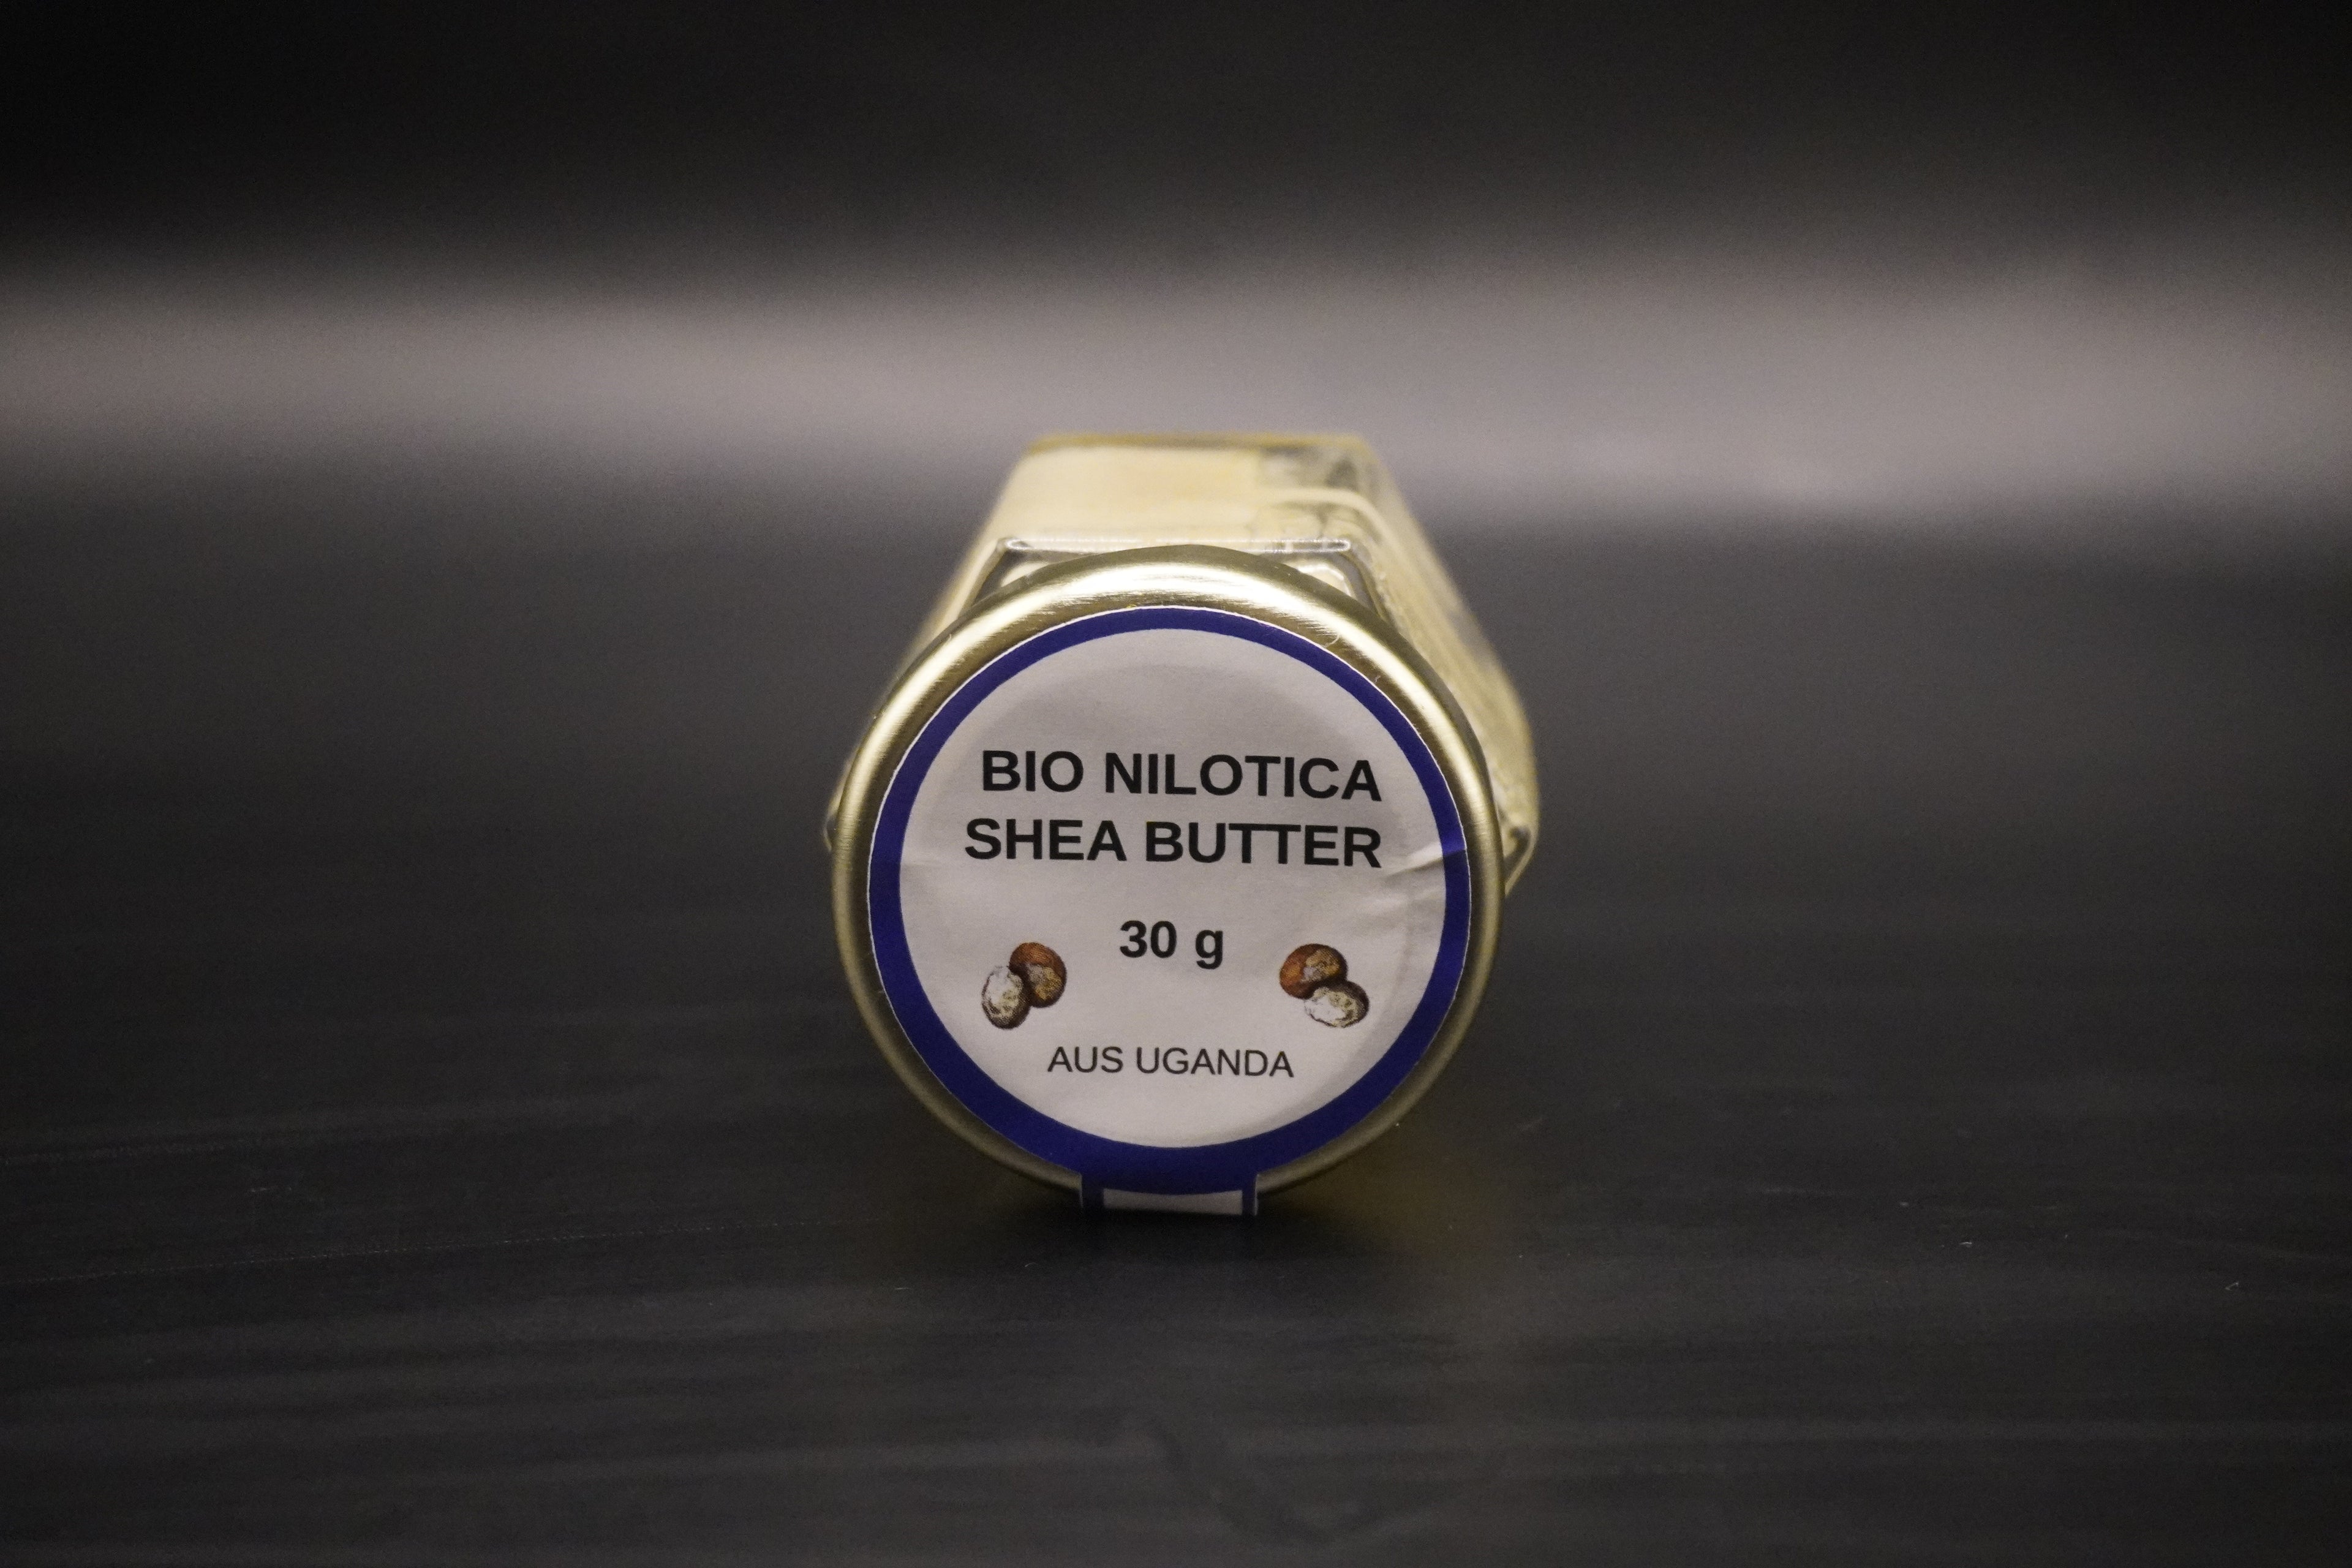 BIO NILOTICA
SHEA BUTTER
30 g
AUS UGANDA